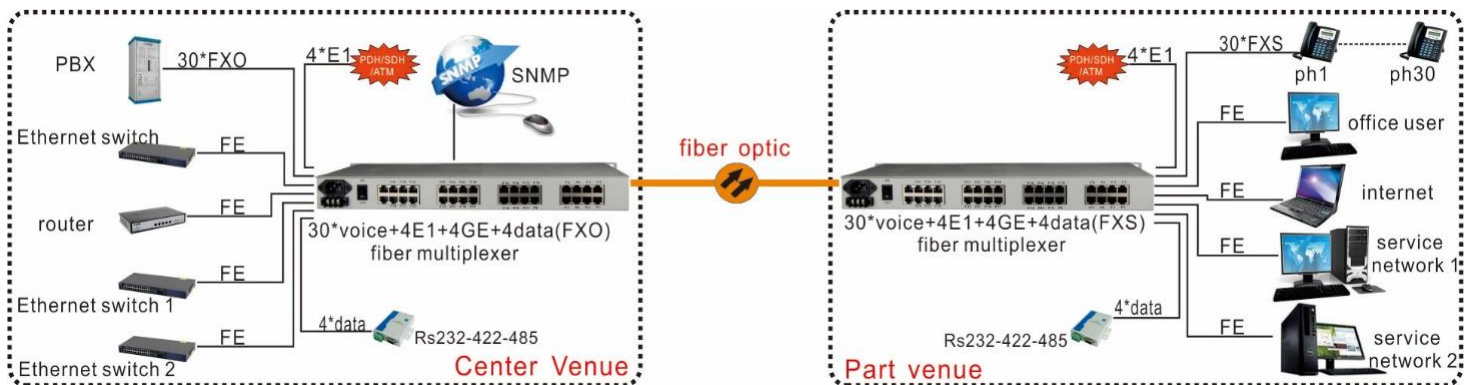 PBX
30*FXO
4*E1
PDH/SDH
/ATM
SNMP
SNMP
Ethernet switch
FE
router
FE
30*voice+4E1+4GE+4data(FXO)
fiber multiplexer
FE
Ethernet switch 1
FE
Ethernet switch 2
4*data
Rs232-422-485
Center Venue
fiber optic
4*E1
PDH/SDH
/ATM
30*FXS
ph1
ph30
FE
office user
FE
internet
30*voice+4E1+4GE+4data(FXS)
fiber multiplexer
FE
service
network 1
4*data
Rs232-422-485
FE
service
network 2
Part venue